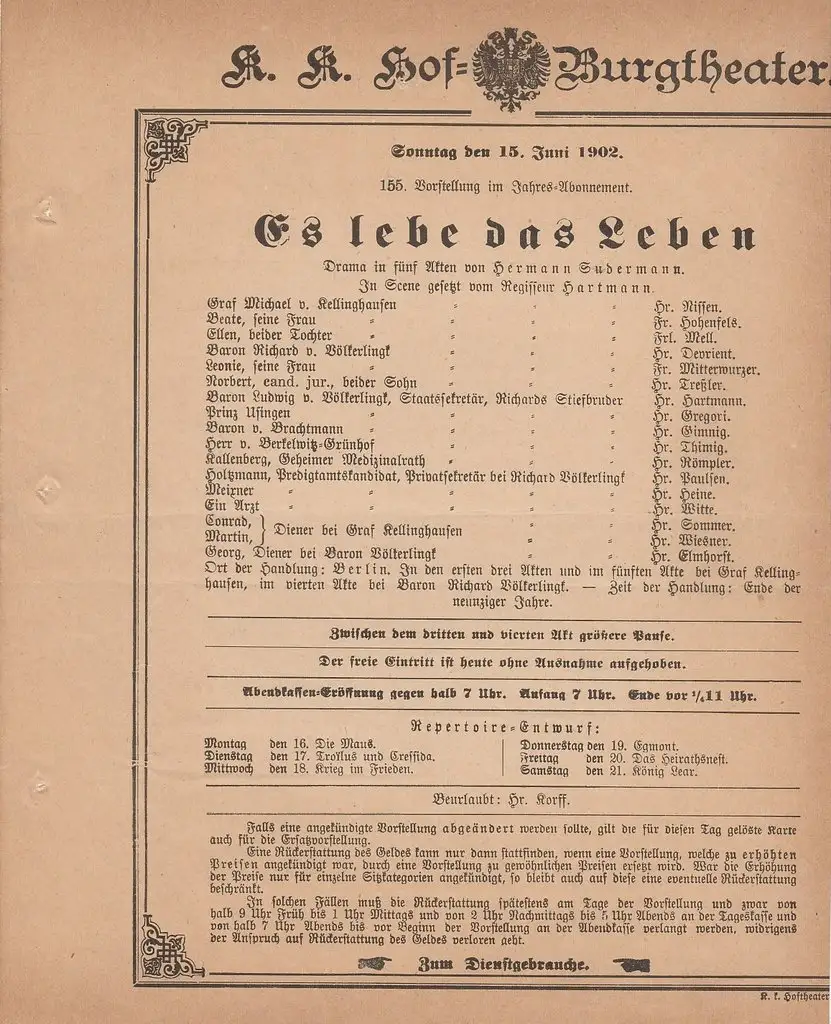 K. K. Hof- Burgtheater.
Sonntag den 15. Juni 1902.
155. Vorstellung im Jahres-Abonnement.
Es lebe das Leben
Drama in fünf Akten von Hermann Sudermann.
In Scene gesetzt vom Regisseur Hartmann.
Graf Michael v. Kellinghausen Hr. Nissen.
Beate, seine Frau Fr. Hohenfels.
Ellen, beider Tochter Frl. Mell.
Baron Richard v. Völkerlingk Hr. Devrient.
Leonie, seine Frau Fr. Mitterwurzer.
Norbert, cand. jur., beider Sohn Hr. Treßler.
Baron Ludwig v. Völkerlingk, Staatssekretär, Richards Stiefbruder Hr. Hartmann.
Prinz Usingen Hr. Gregori.
Baron v. Brachtmann Hr. Gimnig.
Herr v. Berkelwitz-Grünhof Hr. Thimig.
Kallenberg, Geheimer Medizinalrath Hr. Römpler.
Holtzmann, Predigtamtskandidat, Privatsekretär bei Richard Völkerlingk Hr. Paulsen.
Meixner Hr. Heine.
Ein Arzt Hr. Witte.
Conrad, Hr. Sommer.
Diener bei Graf Kellinghausen
Martin, Hr. Wiesner.
Georg, Diener bei Baron Völkerlingk Hr. Elmhorst.
Ort der Handlung: Berlin. In den ersten drei Akten und im fünften Akte bei Graf Kelling-
hausen, im vierten Akte bei Baron Richard Völkerlingk. — Zeit der Handlung: Ende der
neunziger Jahre.
Zwischen dem dritten und vierten Akt größere Pause.
Der freie Eintritt ist heute ohne Ausnahme aufgehoben.
Abendkassen-Eröffnung gegen halb 7 Uhr. Anfang 7 Uhr. Ende vor 1/4 11 Uhr.
Repertoire-Entwurf:
Montag den 16. Die Maus. Donnerstag den 19. Egmont.
Dienstag den 17. Troilus und Cressida. Freitag den 20. Das Heirathsnest.
Mittwoch den 18. Krieg im Frieden. Samstag den 21. König Lear.
Beurlaubt: Hr. Korff.
Falls eine angekündigte Vorstellung abgeändert werden sollte, gilt die für diesen Tag gelöste Karte
auch für die Ersatzvorstellung.
Eine Rückerstattung des Geldes kann nur dann stattfinden, wenn eine Vorstellung, welche zu erhöhten
Preisen angekündigt war, durch eine Vorstellung zu gewöhnlichen Preisen ersetzt wird. War die Erhöhung
der Preise nur für einzelne Sitzkategorien angekündigt, so bleibt auch auf diese eine eventuelle Rückerstattung
beschränkt.
In solchen Fällen muß die Rückerstattung spätestens am Tage der Vorstellung und zwar von
halb 9 Uhr Früh bis 1 Uhr Mittags und von 2 Uhr Nachmittags bis 5 Uhr Abends an der Tageskasse und
von halb 7 Uhr Abends bis vor Beginn der Vorstellung an der Abendkasse verlangt werden, widrigens
der Anspruch auf Rückerstattung des Geldes verloren geht.
Zum Dienstgebrauche.
K. k. Hoftheater